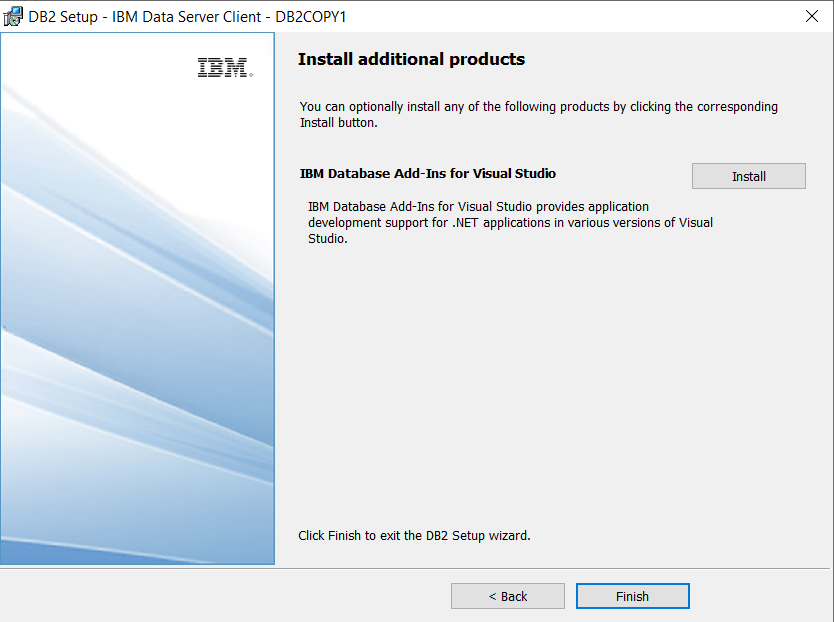 DB2 Setup - IBM Data Server Client - DB2COPY1
IBM.
Install additional products
You can optionally install any of the following products by clicking the corresponding
Install button.
IBM Database Add-Ins for Visual Studio
Install
IBM Database Add-Ins for Visual Studio provides application
development support for .NET applications in various versions of Visual
Studio.
Click Finish to exit the DB2 Setup wizard.
< Back
Finish